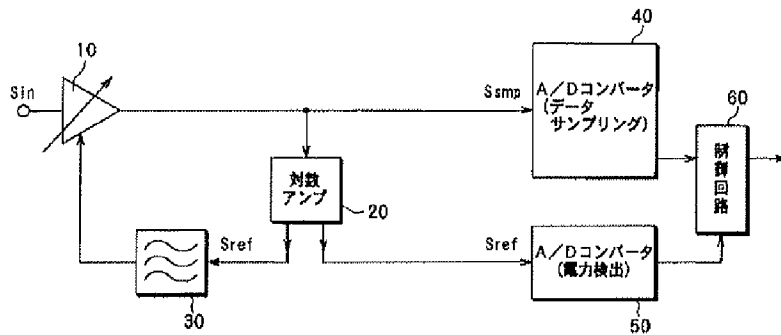 10
Sin
Ssmp
40
A/Dコンバータ
(データ
サンプリング)
60
制御回路
対数
アンプ
20
Sref
30
Sref
A/Dコンバータ
(電力検出)
50